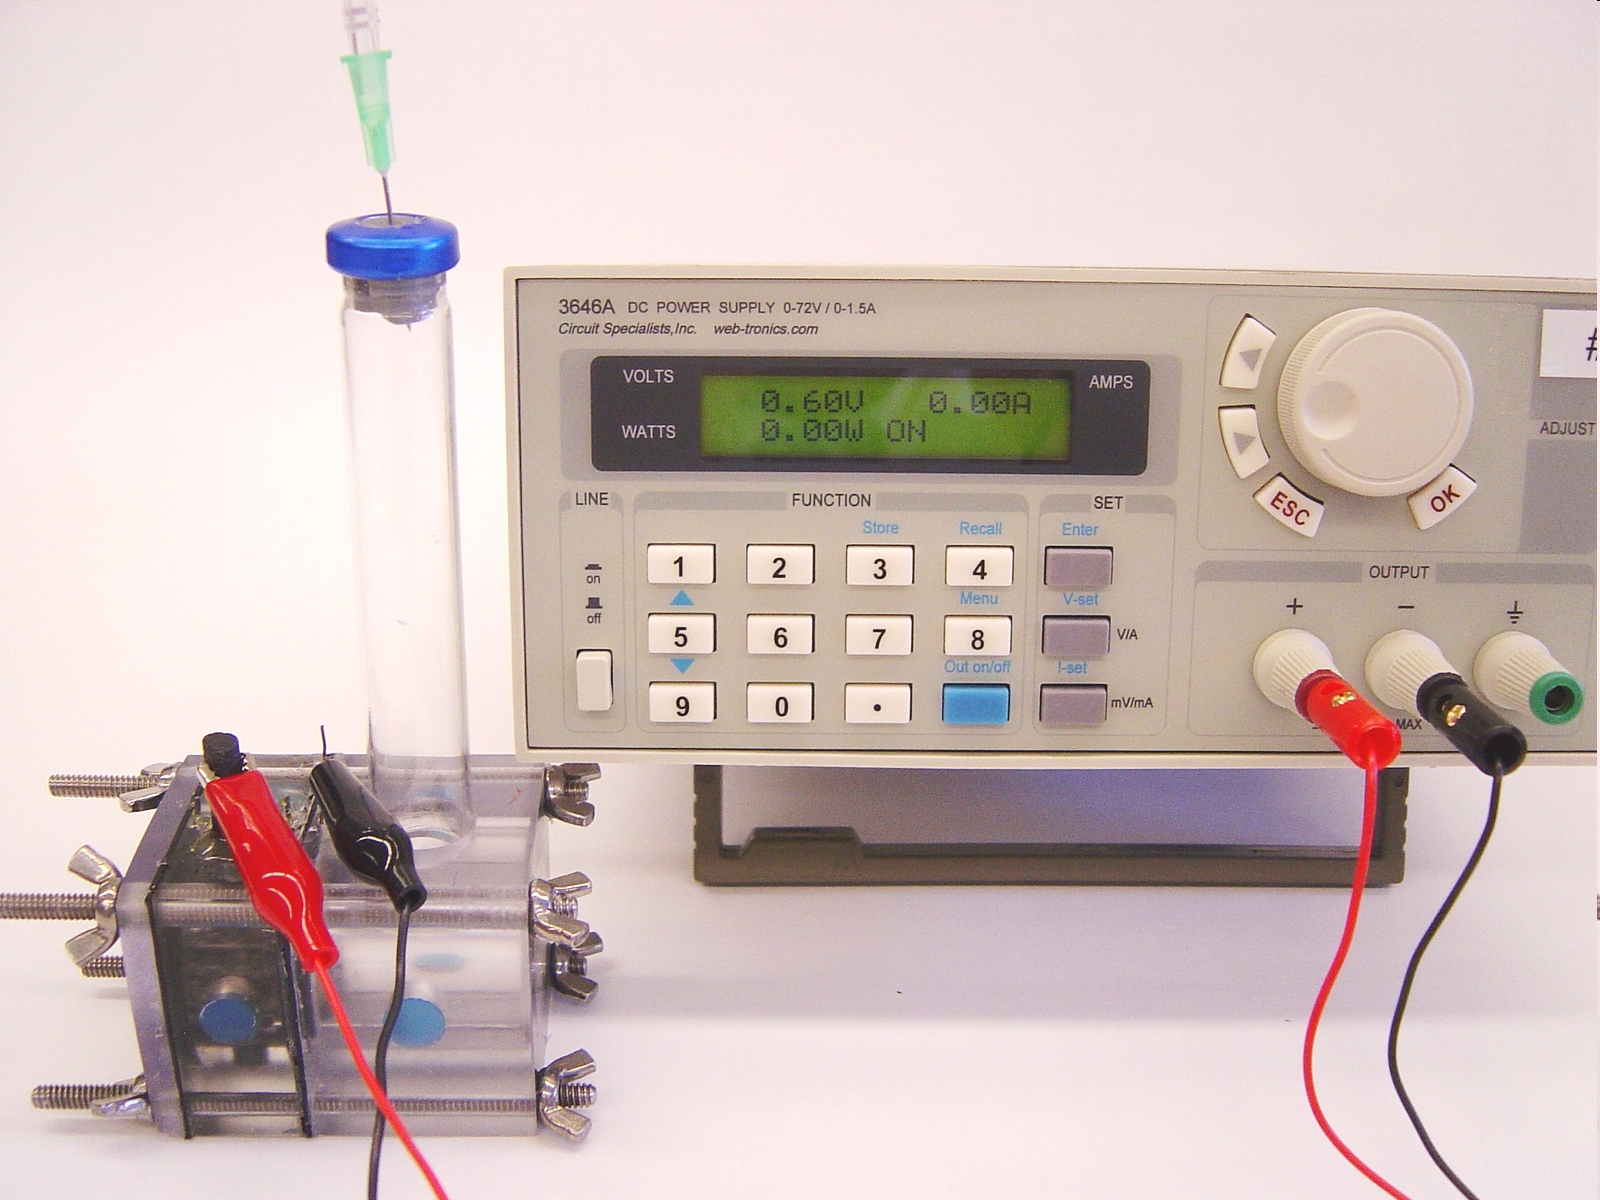 3646A DC POWER SUPPLY 0-72V / 0-1.5A
Circuit Specialists, Inc. web-tronics.com
VOLTS
AMPS
0.60V 0.00A
WATTS
0.00W ON
ESC
OK
ADJUST
#
LINE
FUNCTION
SET
Store
Recall
Enter
on
off
1
2
3
4
Menu
V-set
5
6
7
8
V/A
Out on/off
I-set
9
0
.
mV/mA
OUTPUT
+
−
MAX